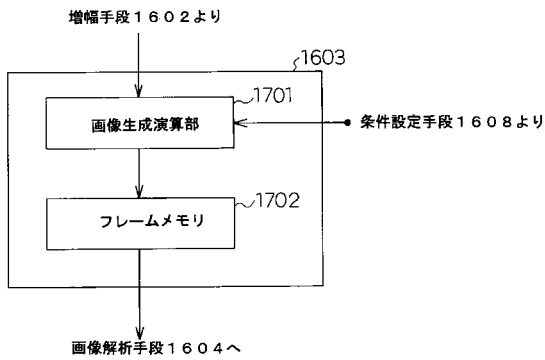 増幅手段1602より
1603
1701
画像生成演算部
条件設定手段1608より
1702
フレームメモリ
画像解析手段1604へ